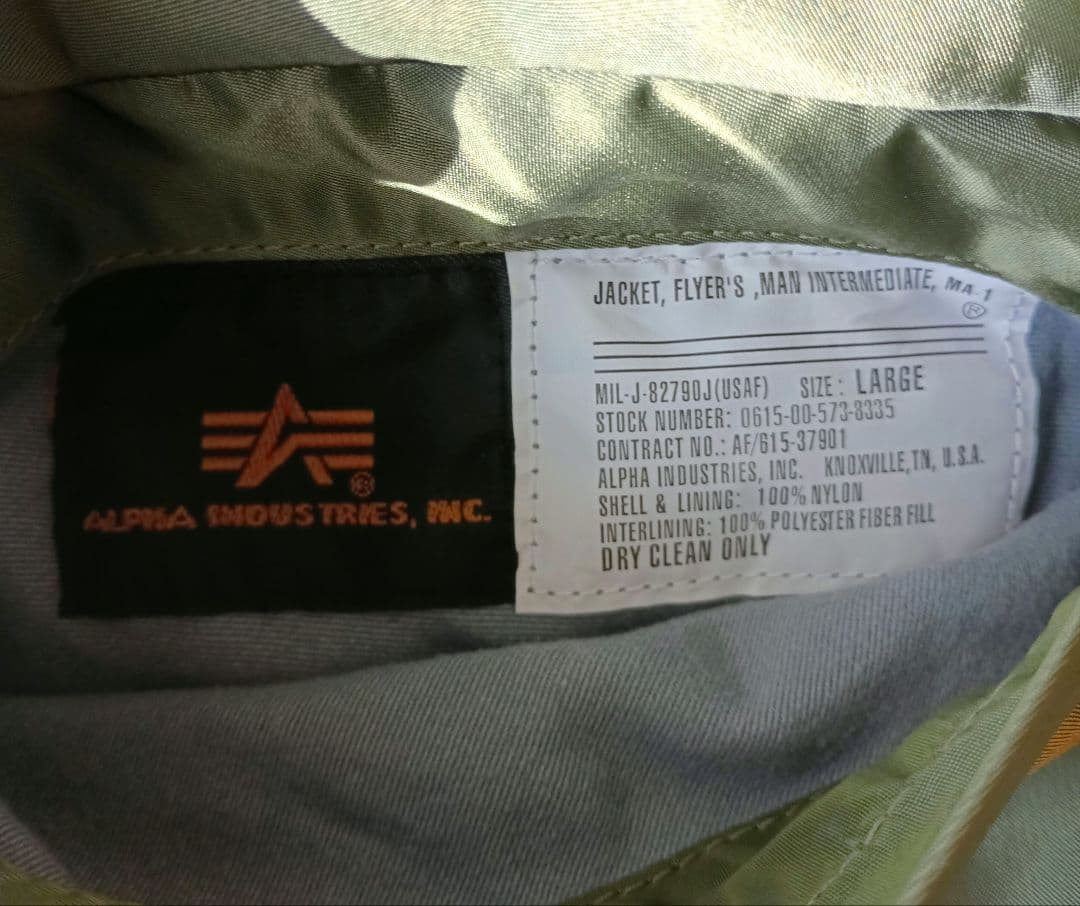 ALPHA INDUSTRIES, INC.
JACKET, FLYER'S ,MAN INTERMEDIATE, MA-1
®
MIL-J-82790J(USAF) SIZE: LARGE
STOCK NUMBER: 0615-00-573-8335
CONTRACT NO.: AF/615-37901
ALPHA INDUSTRIES, INC. KNOXVILLE,TN, U.S.A.
SHELL & LINING: 100% NYLON
INTERLINING: 100% POLYESTER FIBER FILL
DRY CLEAN ONLY